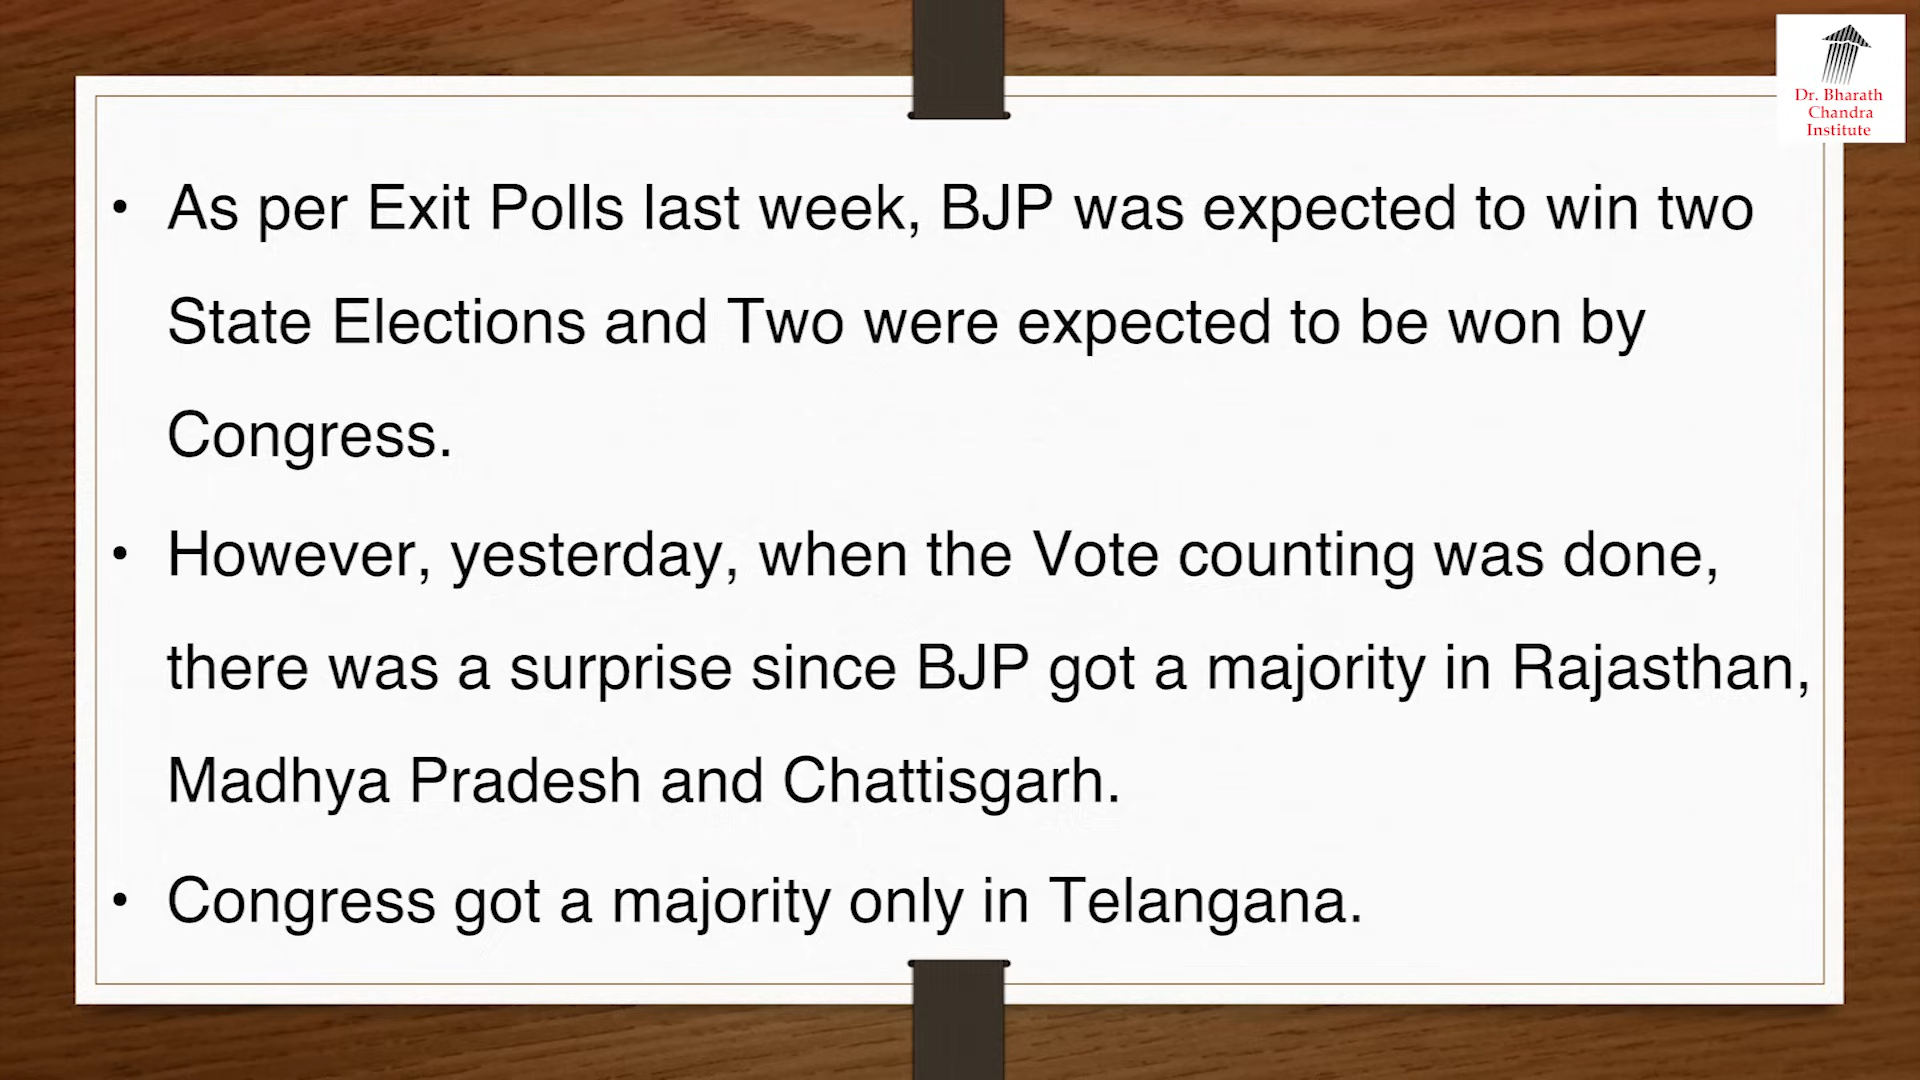 Dr. Bharath
Chandra
Institute
• As per Exit Polls last week, BJP was expected to win two
State Elections and Two were expected to be won by
Congress.
• However, yesterday, when the Vote counting was done,
there was a surprise since BJP got a majority in Rajasthan,
Madhya Pradesh and Chattisgarh.
• Congress got a majority only in Telangana.